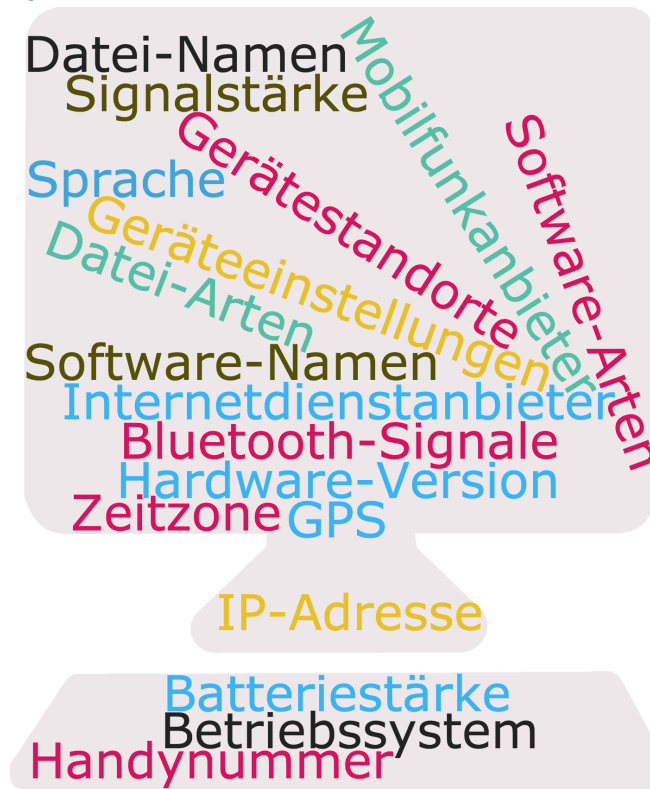 Datei-Namen
Signalstärke
Mobilfunkanbieter
Software-Arten
Gerätestandorte
Sprache
Geräteeinstellungen
Datei-Arten
Software-Namen
Internetdienstanbieter
Bluetooth-Signale
Hardware-Version
Zeitzone
GPS
IP-Adresse
Batteriestärke
Betriebssystem
Handynummer